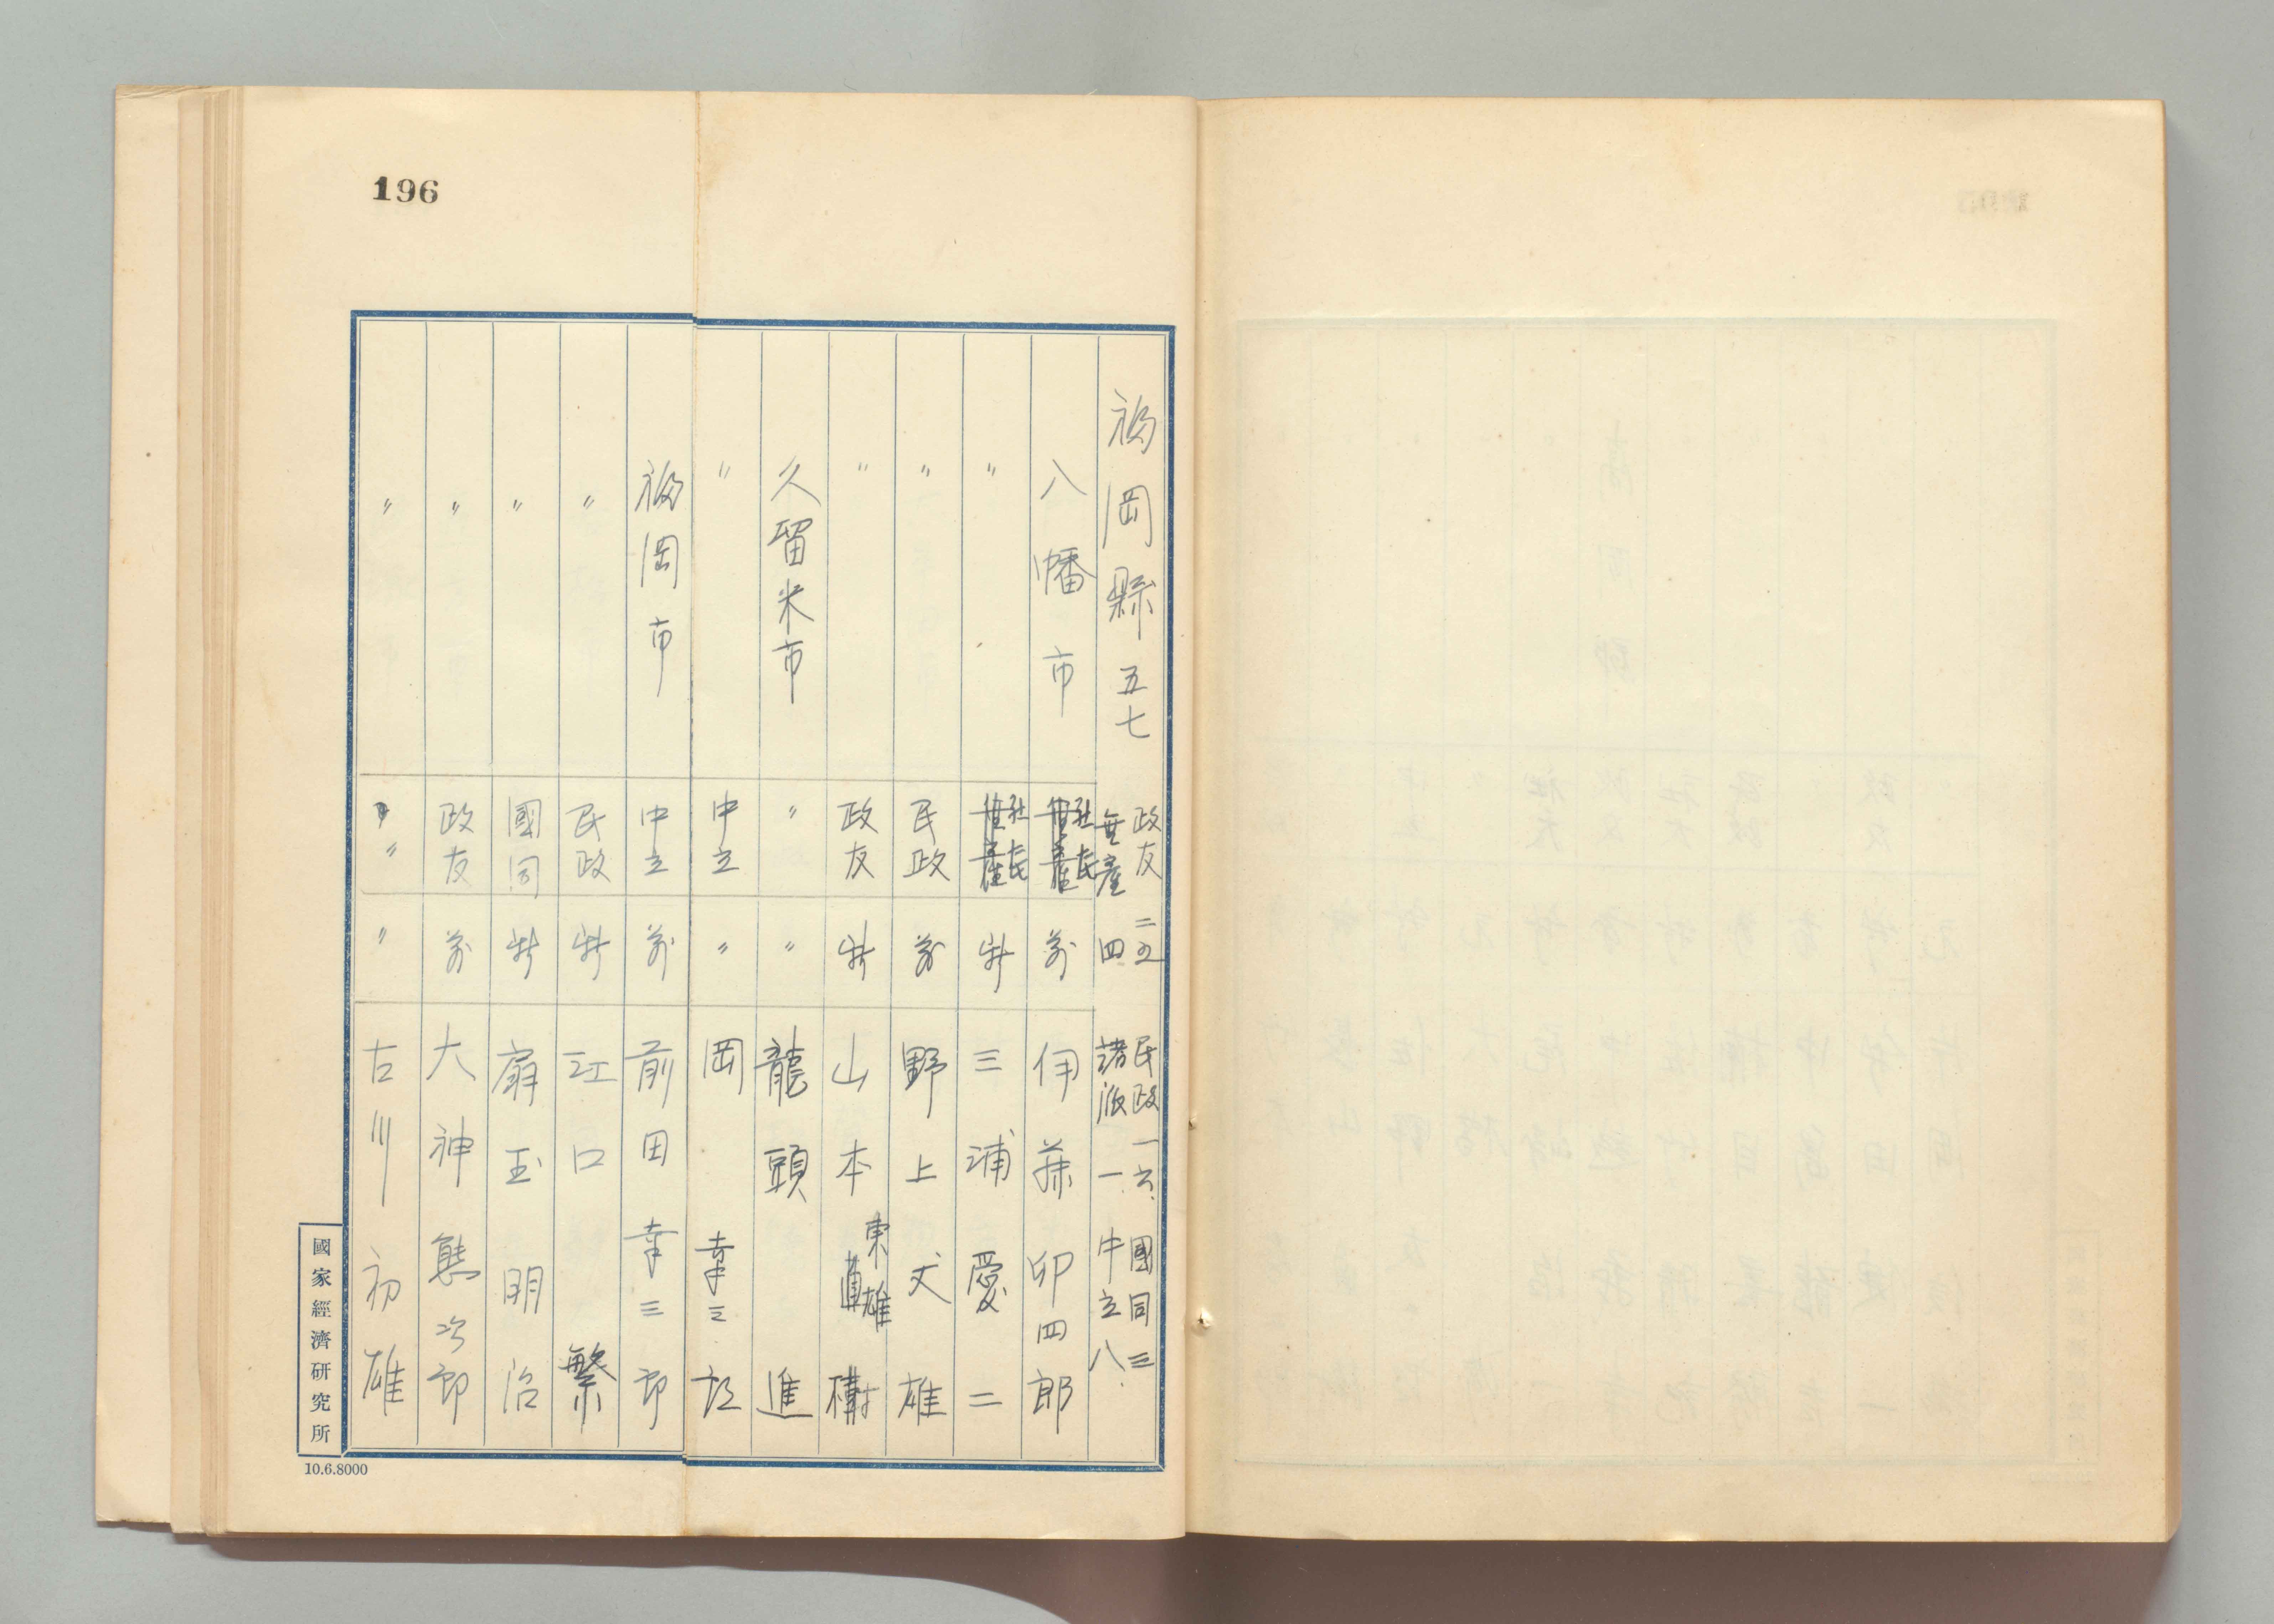 196
福岡縣 五七 政友 二五 民政 一六 國同 三
無産 四 諸派 一 中立 八
八幡市 社民 前 伊藤卯四郎
〃 社民 新 三浦愛二
〃 民政 前 野上文雄
〃 政友 新 山本東雄
久留米市 〃 〃 龍頭進
〃 中立 〃 岡幸三郎
福岡市 中立 前 前田幸三郎
〃 民政 新 江口繁
〃 國同 新 扇玉明治
〃 政友 前 大神熊次郎
〃 〃 〃 古川初雄
國家經濟研究所
10.6.8000